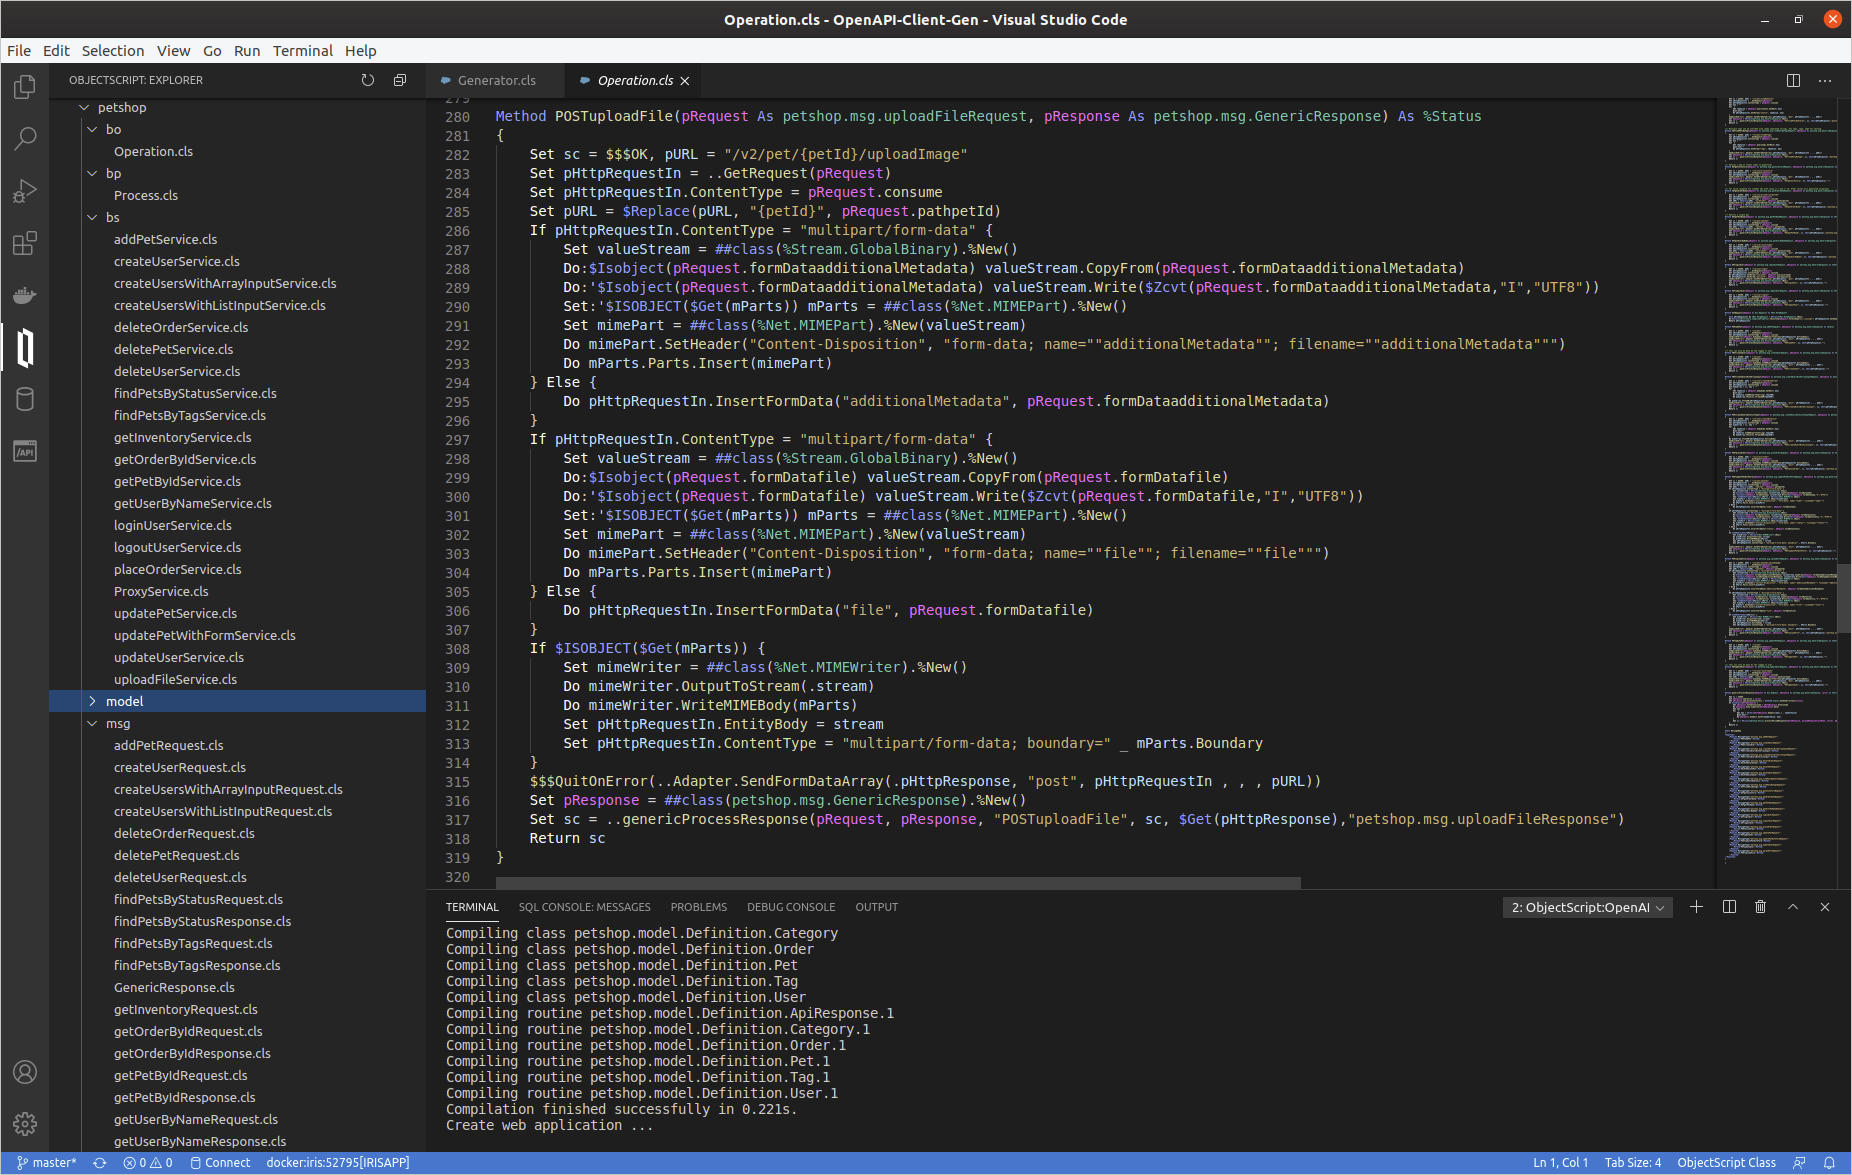 Operation.cls - OpenAPI-Client-Gen - Visual Studio Code
File Edit Selection View Go Run Terminal Help
OBJECTSCRIPT: EXPLORER
petshop
bo
Operation.cls
bp
Process.cls
bs
addPetService.cls
createUserService.cls
createUsersWithArrayInputService.cls
createUsersWithListInputService.cls
deleteOrderService.cls
deletePetService.cls
deleteUserService.cls
findPetsByStatusService.cls
findPetsByTagsService.cls
getInventoryService.cls
getOrderByIdService.cls
getPetByIdService.cls
getUserByNameService.cls
loginUserService.cls
logoutUserService.cls
placeOrderService.cls
ProxyService.cls
updatePetService.cls
updatePetWithFormService.cls
updateUserService.cls
uploadFileService.cls
model
msg
addPetRequest.cls
createUserRequest.cls
createUsersWithArrayInputRequest.cls
createUsersWithListInputRequest.cls
deleteOrderRequest.cls
deletePetRequest.cls
deleteUserRequest.cls
findPetsByStatusRequest.cls
findPetsByStatusResponse.cls
findPetsByTagsRequest.cls
findPetsByTagsResponse.cls
GenericResponse.cls
getInventoryRequest.cls
getOrderByIdRequest.cls
getOrderByIdResponse.cls
getPetByIdRequest.cls
getPetByIdResponse.cls
getUserByNameRequest.cls
getUserByNameResponse.cls
/API
Generator.cls Operation.cls
279
280 Method POSTuploadFile(pRequest As petshop.msg.uploadFileRequest, pResponse As petshop.msg.GenericResponse) As %Status
281 {
282 Set sc = $$$OK, pURL = "/v2/pet/{petId}/uploadImage"
283 Set pHttpRequestIn = ..GetRequest(pRequest)
284 Set pHttpRequestIn.ContentType = pRequest.consume
285 Set pURL = $Replace(pURL, "{petId}", pRequest.pathpetId)
286 If pHttpRequestIn.ContentType = "multipart/form-data" {
287 Set valueStream = ##class(%Stream.GlobalBinary).%New()
288 Do:$Isobject(pRequest.formDataadditionalMetadata) valueStream.CopyFrom(pRequest.formDataadditionalMetadata)
289 Do:'$Isobject(pRequest.formDataadditionalMetadata) valueStream.Write($Zcvt(pRequest.formDataadditionalMetadata,"I","UTF8"))
290 Set:'$ISOBJECT($Get(mParts)) mParts = ##class(%Net.MIMEPart).%New()
291 Set mimePart = ##class(%Net.MIMEPart).%New(valueStream)
292 Do mimePart.SetHeader("Content-Disposition", "form-data; name=""additionalMetadata""; filename=""additionalMetadata""")
293 Do mParts.Parts.Insert(mimePart)
294 } Else {
295 Do pHttpRequestIn.InsertFormData("additionalMetadata", pRequest.formDataadditionalMetadata)
296 }
297 If pHttpRequestIn.ContentType = "multipart/form-data" {
298 Set valueStream = ##class(%Stream.GlobalBinary).%New()
299 Do:$Isobject(pRequest.formDatafile) valueStream.CopyFrom(pRequest.formDatafile)
300 Do:'$Isobject(pRequest.formDatafile) valueStream.Write($Zcvt(pRequest.formDatafile,"I","UTF8"))
301 Set:'$ISOBJECT($Get(mParts)) mParts = ##class(%Net.MIMEPart).%New()
302 Set mimePart = ##class(%Net.MIMEPart).%New(valueStream)
303 Do mimePart.SetHeader("Content-Disposition", "form-data; name=""file""; filename=""file""")
304 Do mParts.Parts.Insert(mimePart)
305 } Else {
306 Do pHttpRequestIn.InsertFormData("file", pRequest.formDatafile)
307 }
308 If $ISOBJECT($Get(mParts)) {
309 Set mimeWriter = ##class(%Net.MIMEWriter).%New()
310 Do mimeWriter.OutputToStream(.stream)
311 Do mimeWriter.WriteMIMEBody(mParts)
312 Set pHttpRequestIn.EntityBody = stream
313 Set pHttpRequestIn.ContentType = "multipart/form-data; boundary=" _ mParts.Boundary
314 }
315 $$$QuitOnError(..Adapter.SendFormDataArray(.pHttpResponse, "post", pHttpRequestIn , , , pURL))
316 Set pResponse = ##class(petshop.msg.GenericResponse).%New()
317 Set sc = ..genericProcessResponse(pRequest, pResponse, "POSTuploadFile", sc, $Get(pHttpResponse),"petshop.msg.uploadFileResponse")
318 Return sc
319 }
320
TERMINAL SQL CONSOLE: MESSAGES PROBLEMS DEBUG CONSOLE OUTPUT 2: ObjectScript:OpenAI
Compiling class petshop.model.Definition.Category
Compiling class petshop.model.Definition.Order
Compiling class petshop.model.Definition.Pet
Compiling class petshop.model.Definition.Tag
Compiling class petshop.model.Definition.User
Compiling routine petshop.model.Definition.ApiResponse.1
Compiling routine petshop.model.Definition.Category.1
Compiling routine petshop.model.Definition.Order.1
Compiling routine petshop.model.Definition.Pet.1
Compiling routine petshop.model.Definition.Tag.1
Compiling routine petshop.model.Definition.User.1
Compilation finished successfully in 0.221s.
Create web application ...
master* 0 0 Connect docker:iris:52795[IRISAPP] Ln 1, Col 1 Tab Size: 4 ObjectScript Class